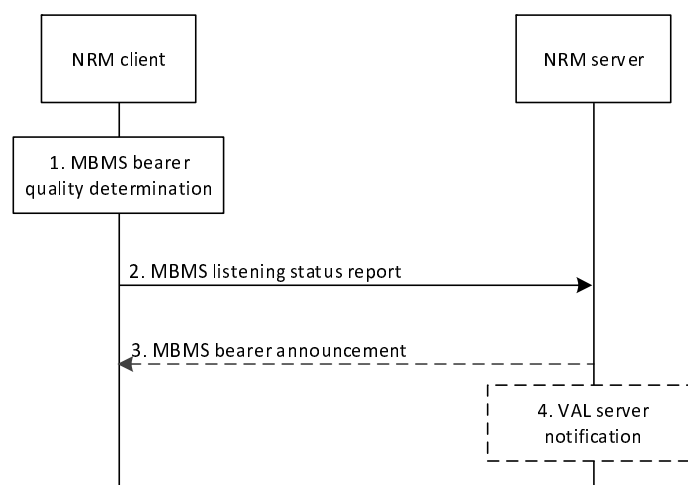 NRM client
NRM server
1. MBMS bearer
quality determination
2. MBMS listening status report
3. MBMS bearer announcement
4. VAL server
notification